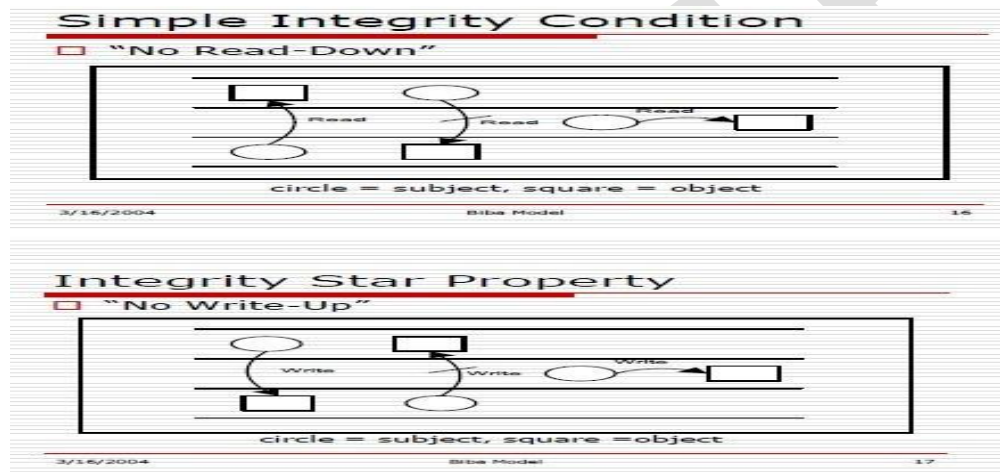 Simple Integrity Condition
“No Read-Down”
Read
Read
Read
circle = subject, square = object
3/16/2004 Biba Model 16
Integrity Star Property
“No Write-Up”
Write
Write
Write
circle = subject, square =object
3/16/2004 Biba Model 17